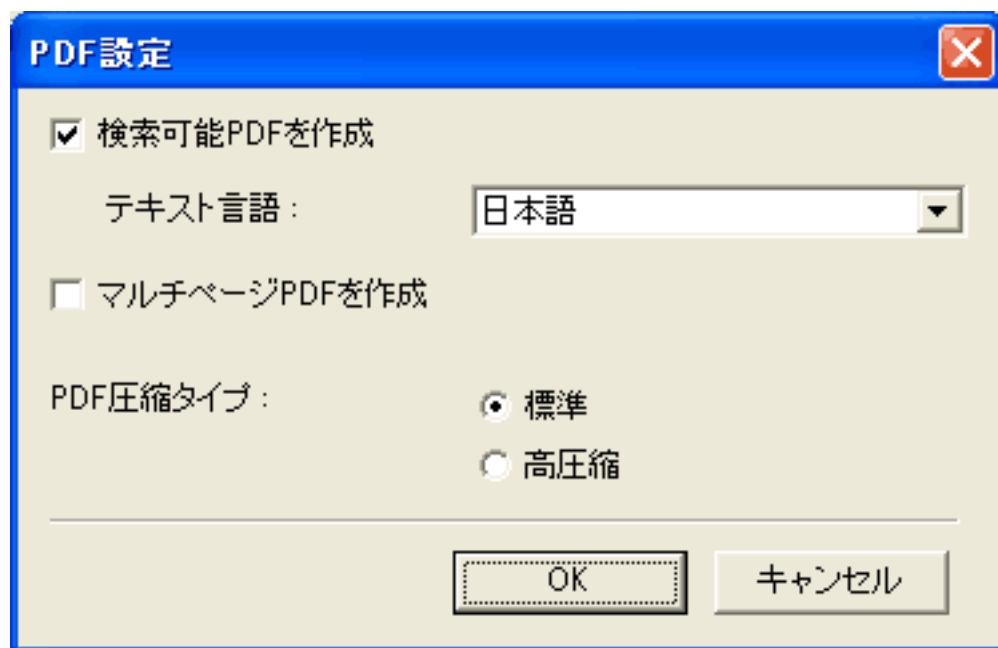 PDF設定
検索可能PDFを作成
テキスト言語： 日本語
マルチページPDFを作成
PDF圧縮タイプ： 標準
高圧縮
OK キャンセル